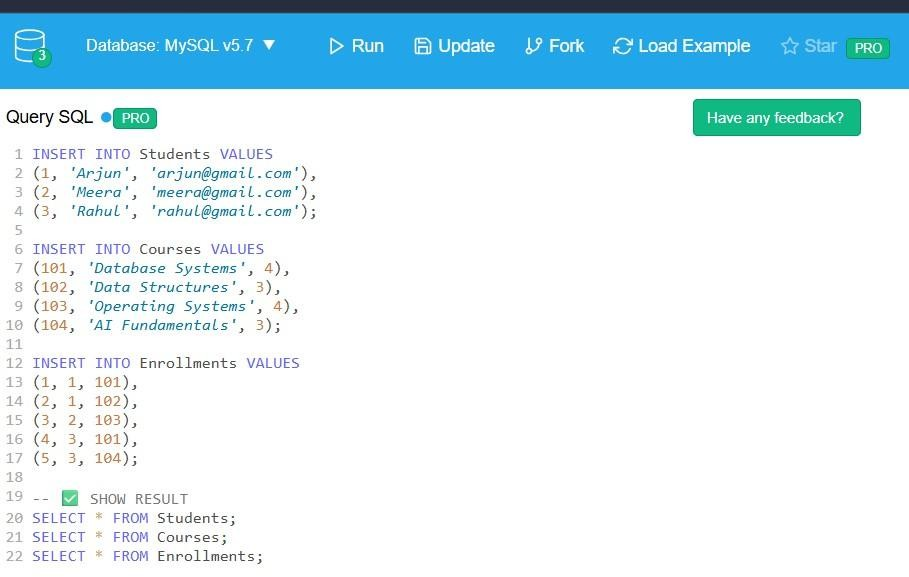 3
Database: MySQL v5.7 ▼
Run
Update
Fork
Load Example
Star
PRO
Query SQL
PRO
Have any feedback?
1 INSERT INTO Students VALUES
2 (1, 'Arjun', 'arjun@gmail.com'),
3 (2, 'Meera', 'meera@gmail.com'),
4 (3, 'Rahul', 'rahul@gmail.com');
5
6 INSERT INTO Courses VALUES
7 (101, 'Database Systems', 4),
8 (102, 'Data Structures', 3),
9 (103, 'Operating Systems', 4),
10 (104, 'AI Fundamentals', 3);
11
12 INSERT INTO Enrollments VALUES
13 (1, 1, 101),
14 (2, 1, 102),
15 (3, 2, 103),
16 (4, 3, 101),
17 (5, 3, 104);
18
19 -- ✅ SHOW RESULT
20 SELECT * FROM Students;
21 SELECT * FROM Courses;
22 SELECT * FROM Enrollments;